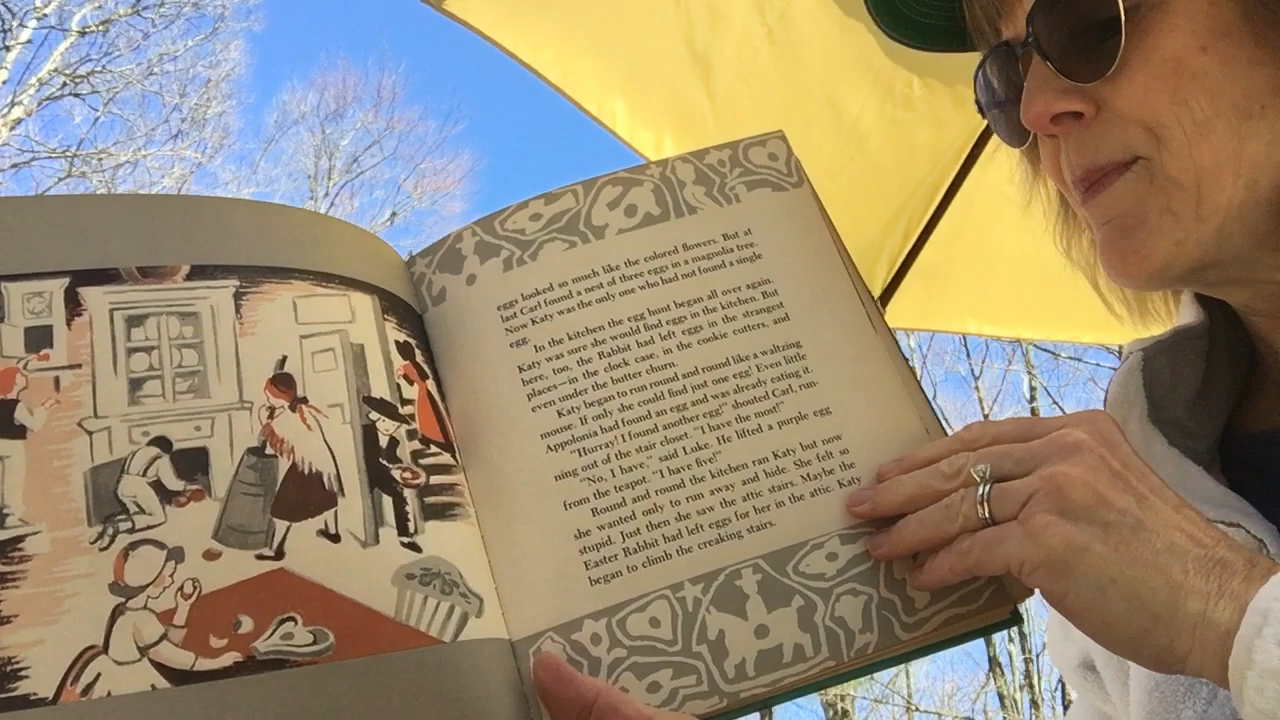 eggs looked so much like the colored flowers. But at
last Carl found a nest of three eggs in a magnolia tree.
Now Katy was the only one who had not found a single
egg.
In the kitchen the egg hunt began all over again.
Katy was sure she would find eggs in the kitchen. But
here, too, the Rabbit had left eggs in the strangest
places—in the clock case, in the cookie cutters, and
even under the butter churn.
Katy began to run round and round like a waltzing
mouse. If only she could find just one egg! Even little
Appolonia had found an egg and was already eating it.
"Hurray! I found another egg!" shouted Carl, run-
ning out of the stair closet. "I have the most!"
"No, I have," said Luke. He lifted a purple egg
from the teapot. "I have five!"
Round and round the kitchen ran Katy but now
she wanted only to run away and hide. She felt so
stupid. Just then she saw the attic stairs. Maybe the
Easter Rabbit had left eggs for her in the attic. Katy
began to climb the creaking stairs.